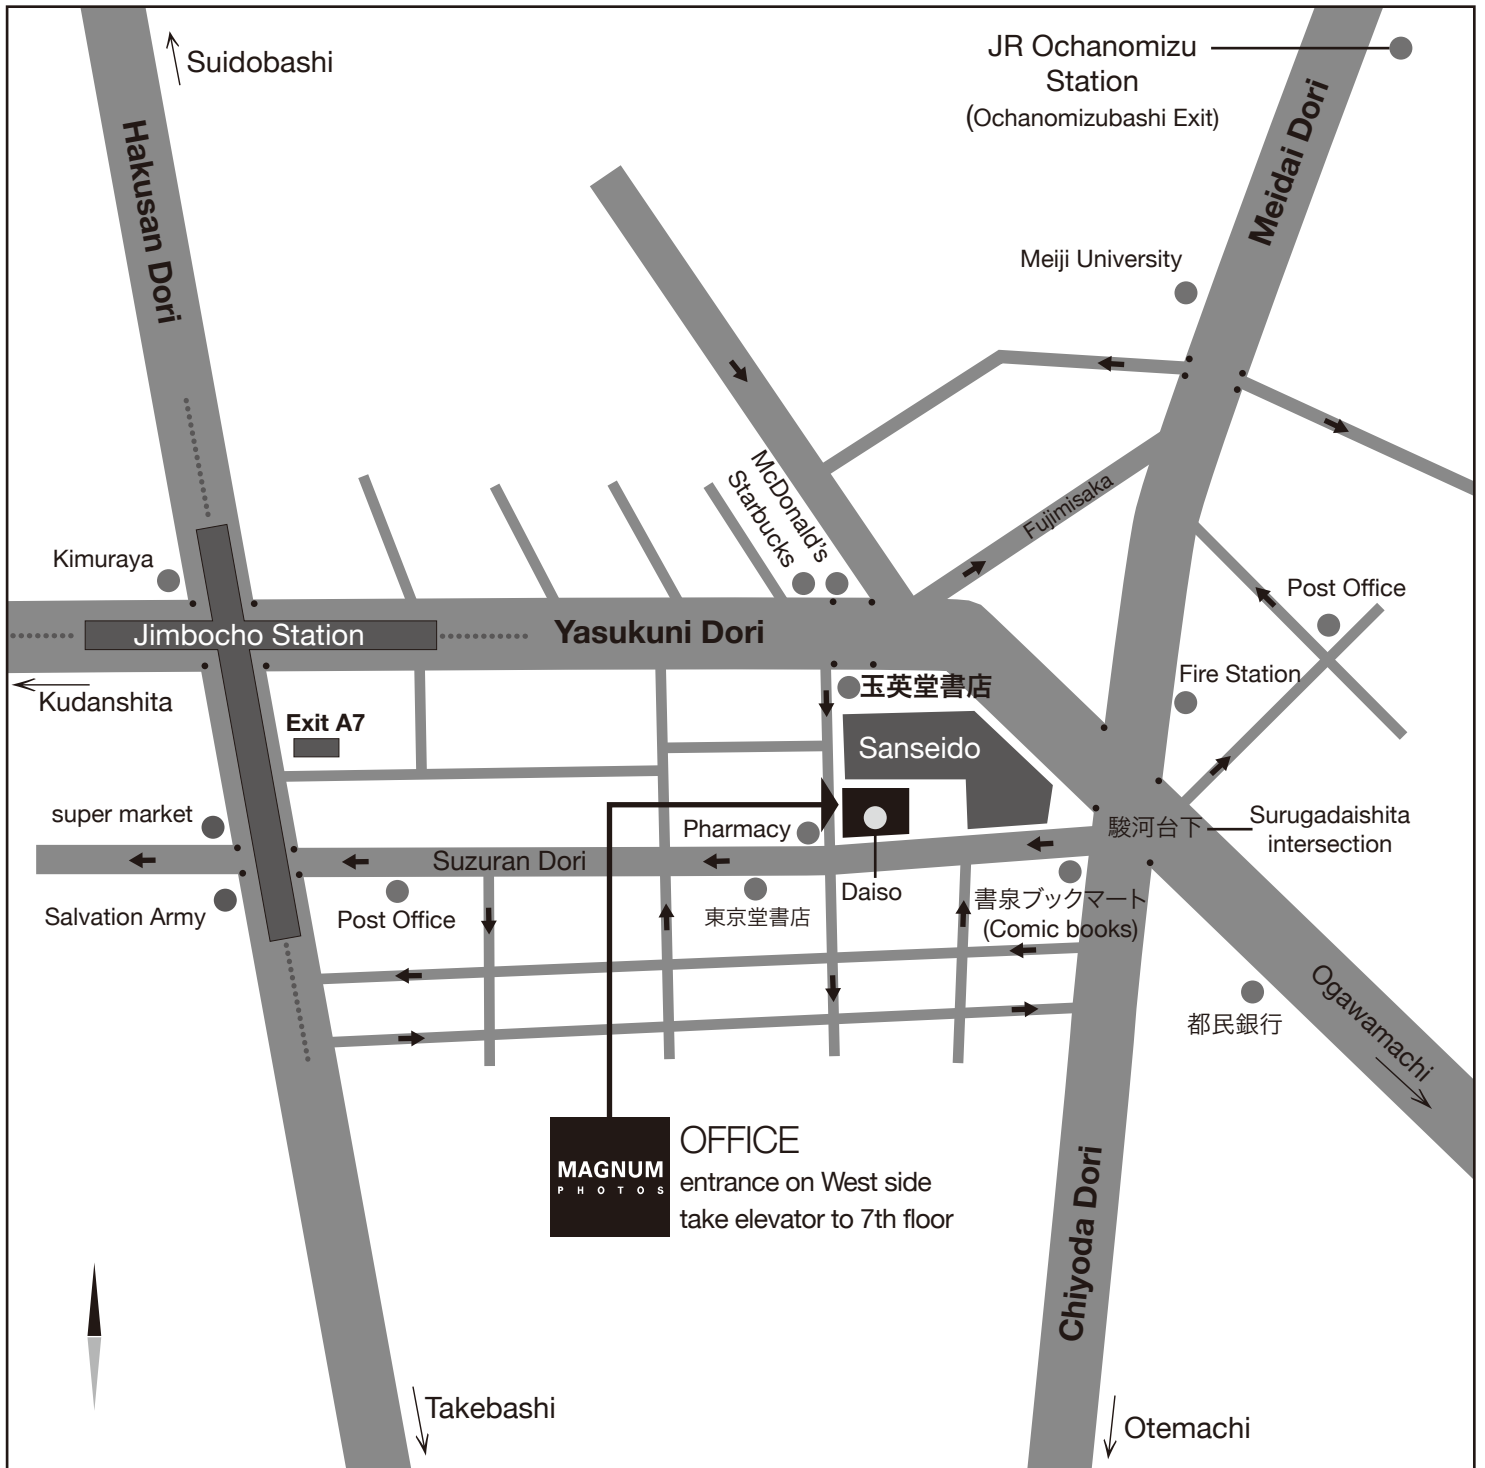 Suidobashi
JR Ochanomizu
Station
(Ochanomizubashi Exit)
Hakusan Dori
Meidai Dori
Meiji University
McDonald's
Starbucks
Fujimisaka
Kimuraya
Post Office
Jimbocho Station
Yasukuni Dori
Kudanshita
玉英堂書店
Fire Station
Exit A7
Sanseido
super market
Pharmacy
駿河台下
Surugadaishita
intersection
Suzuran Dori
Daiso
Salvation Army
Post Office
東京堂書店
書泉ブックマート
(Comic books)
Ogawamachi
都民銀行
MAGNUM
PHOTOS
OFFICE
entrance on West side
take elevator to 7th floor
Chiyoda Dori
Takebashi
Otemachi